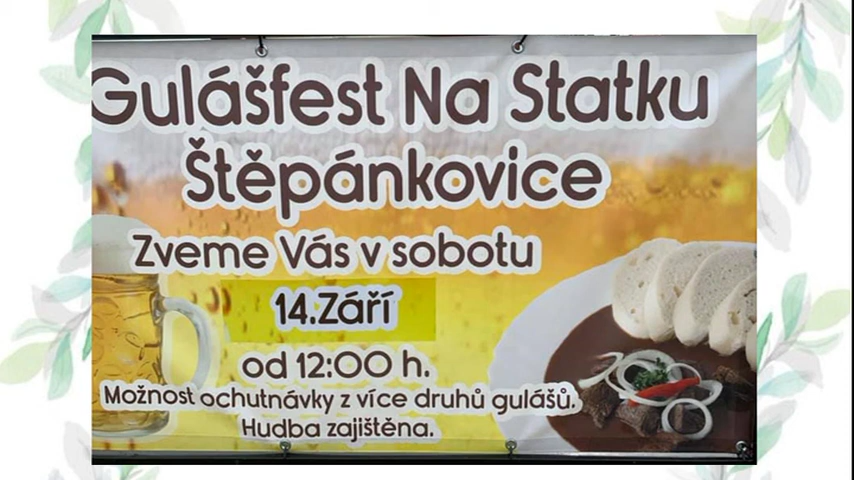 Gulášfest Na Statku
Štěpánkovice
Zveme Vás v sobotu
14.Září
od 12:00 h.
Možnost ochutnávky z více druhů gulášů.
Hudba zajištěna.